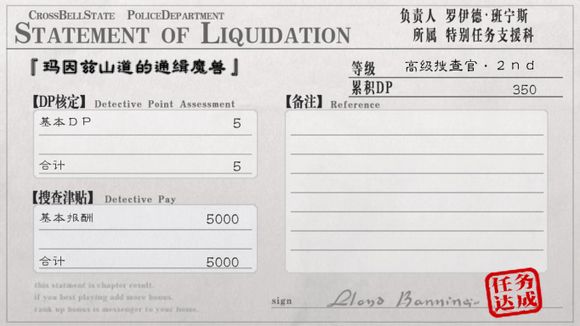 CROSSBELLSTATE POLICEDEPARTMENT
STATEMENT OF LIQUIDATION
负责人 罗伊德·班宁斯
所属 特别任务支援科
『玛因兹山道的通缉魔兽』
等级 高级搜查官·2nd
累积DP 350
【DP核定】 Detective Point Assessment
基本DP 5
合计 5
【搜查津贴】 Detective Pay
基本报酬 5000
合计 5000
【备注】 Reference
this statment is chapter result.
if you best playing add more bonus.
rank up bonus is messenger to your home.
sign Lloyd Bannings
任务
达成